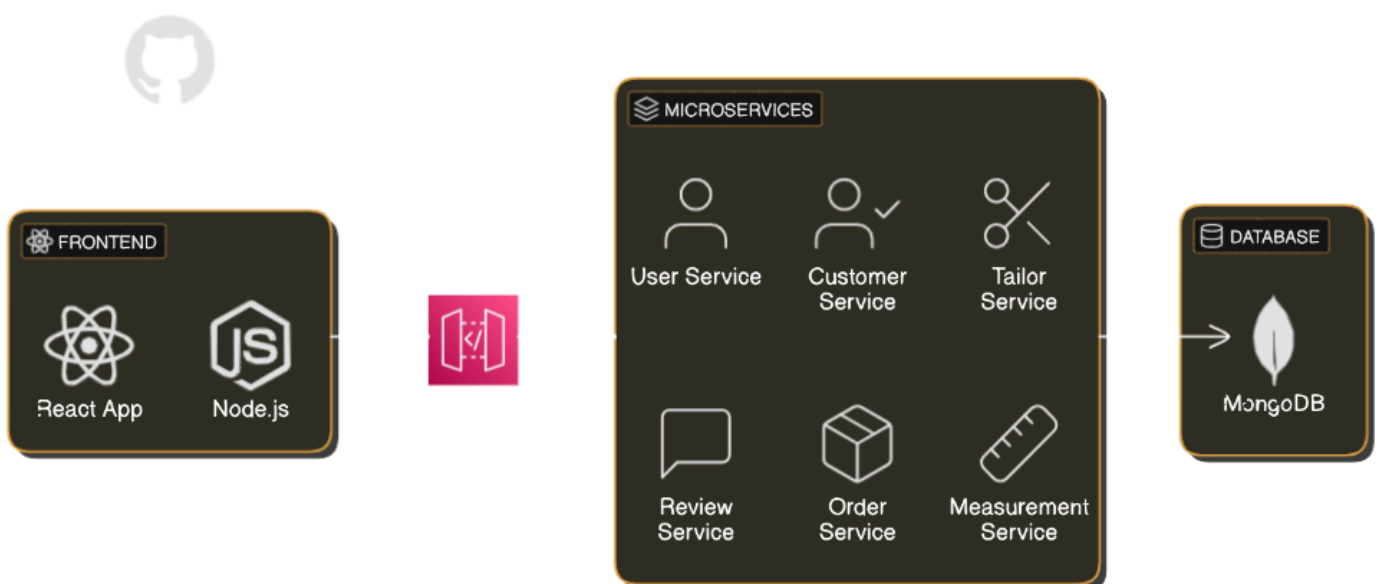 MICROSERVICES
FRONTEND
DATABASE
User Service
Customer
Service
Tailor
Service
React App
Node.js
JS
</>
MongoDB
Review
Service
Order
Service
Measurement
Service